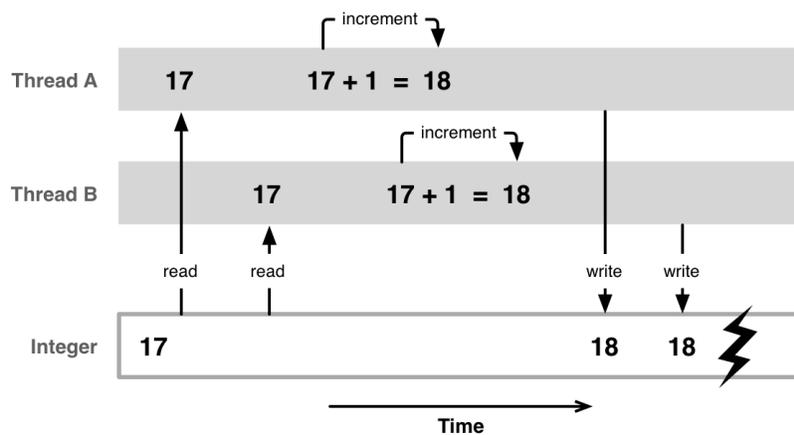 increment
Thread A 17 17 + 1 = 18
increment
Thread B 17 17 + 1 = 18
read read write write
Integer 17 18 18
Time